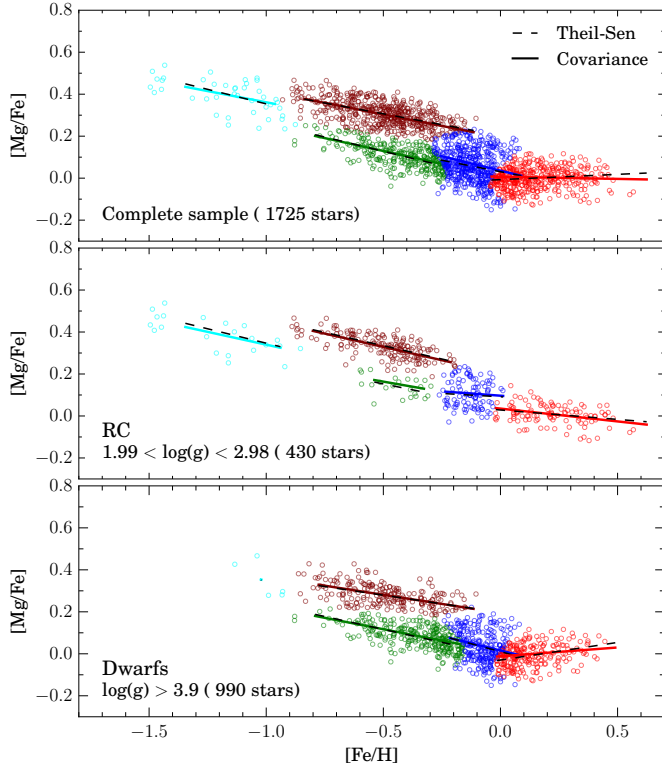 Theil-Sen
Covariance
[Mg/Fe]
0.8
0.6
0.4
0.2
0.0
−0.2
Complete sample ( 1725 stars)
[Mg/Fe]
0.8
0.6
0.4
0.2
0.0
−0.2
RC
1.99 < log(g) < 2.98 ( 430 stars)
[Mg/Fe]
0.8
0.6
0.4
0.2
0.0
−0.2
Dwarfs
log(g) > 3.9 ( 990 stars)
−1.5 −1.0 −0.5 0.0 0.5
[Fe/H]